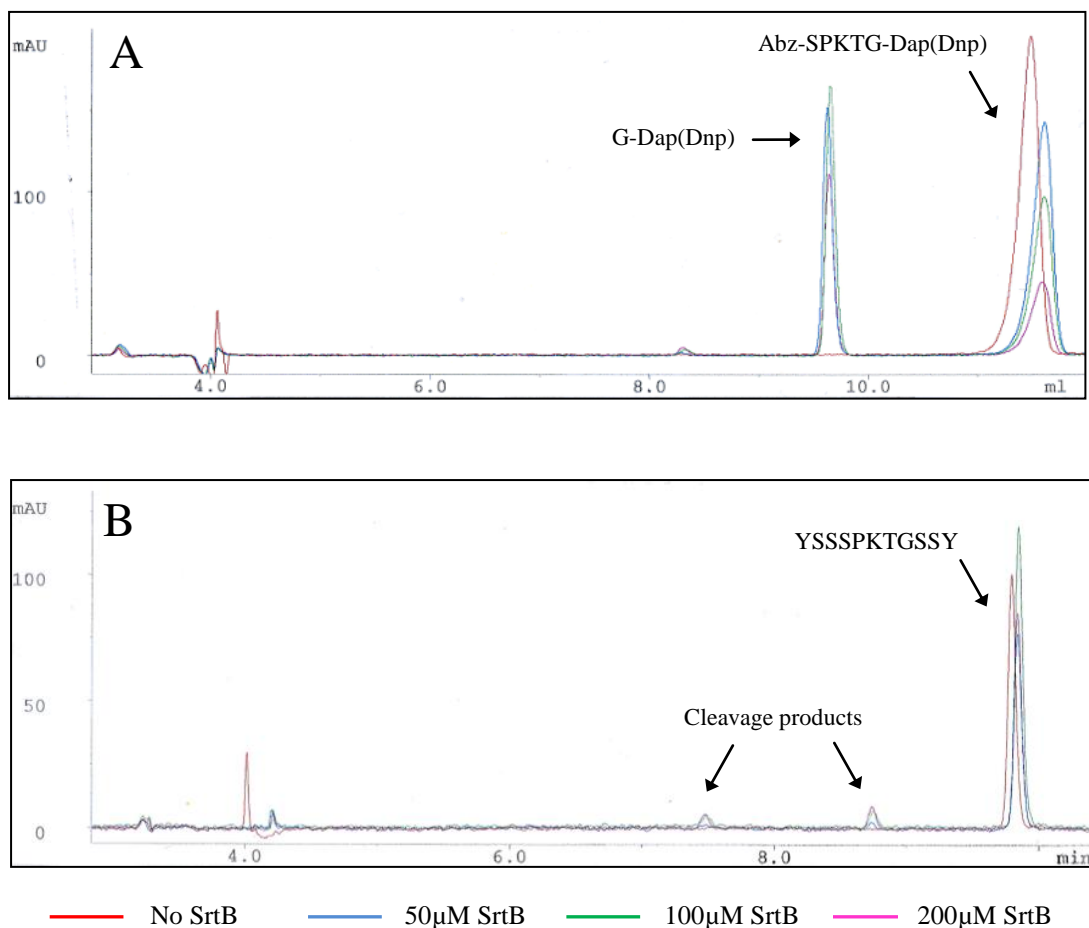 mAU
A
Abz-SPKTG-Dap(Dnp)
G-Dap(Dnp)
100
0
4.0 6.0 8.0 10.0 ml
mAU
B
YSSSPKTGSSY
100
50
Cleavage products
0
4.0 6.0 8.0 min
No SrtB 50µM SrtB 100µM SrtB 200µM SrtB